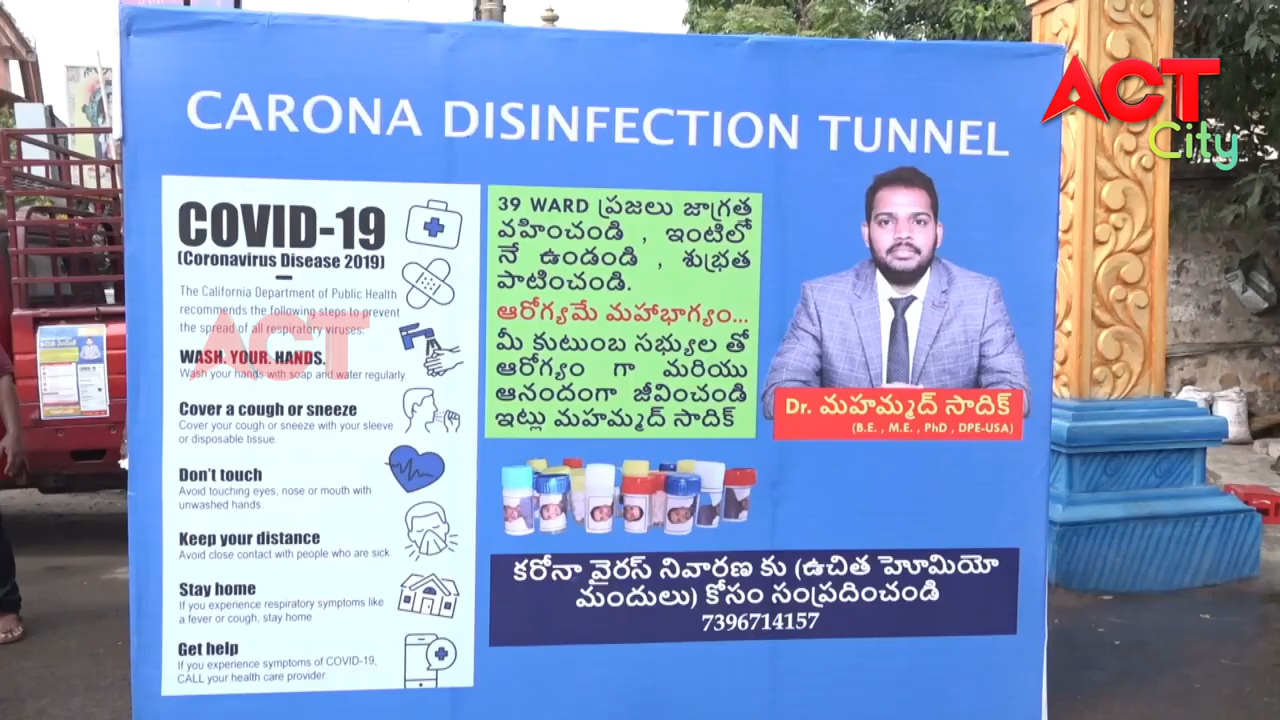 CARONA DISINFECTION TUNNEL
ACT
City
COVID-19
(Coronavirus Disease 2019)
The California Department of Public Health
recommends the following steps to prevent
the spread of all respiratory viruses:
WASH. YOUR. HANDS.
Wash your hands with soap and water regularly
Cover a cough or sneeze
Cover your cough or sneeze with your sleeve
or disposable tissue.
Don't touch
Avoid touching eyes, nose or mouth with
unwashed hands.
Keep your distance
Avoid close contact with people who are sick
Stay home
If you experience respiratory symptoms like
a fever or cough, stay home
Get help
If you experience symptoms of COVID-19,
CALL your health care provider
ACT
39 WARD ప్రజలు జాగ్రత
వహించండి , ఇంటిలో
నే ఉండండి , శుభ్రత
పాటించండి.
ఆరోగ్యమే మహాభాగ్యం...
మీ కుటుంబ సభ్యుల తో
ఆరోగ్యం గా మరియు
ఆనందంగా జీవించండి
ఇట్లు మహమ్మద్ సాదిక్
Dr. మహమ్మద్ సాదిక్
(B.E. , M.E. , PhD , DPE-USA)
కరోనా వైరస్ నివారణ కు (ఉచిత హెూమియో
మందులు) కోసం సంప్రదించండి
7396714157